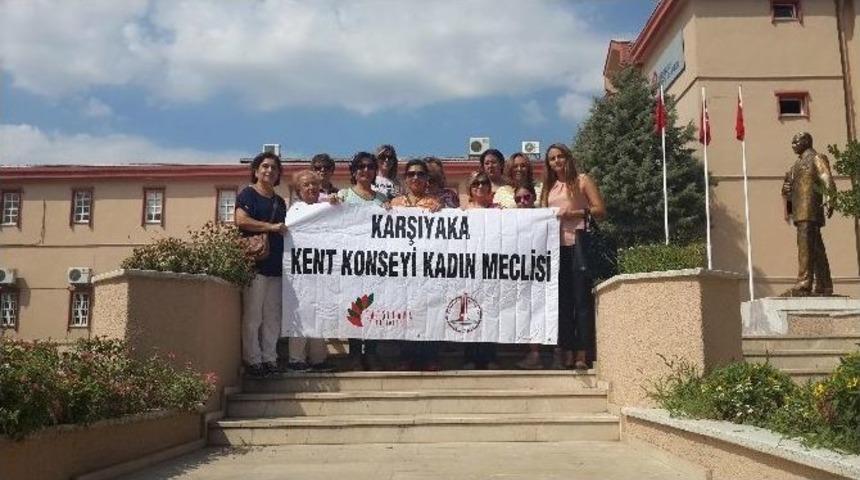 KARŞIYAKA
KENT KONSEYİ KADIN MECLİSİ